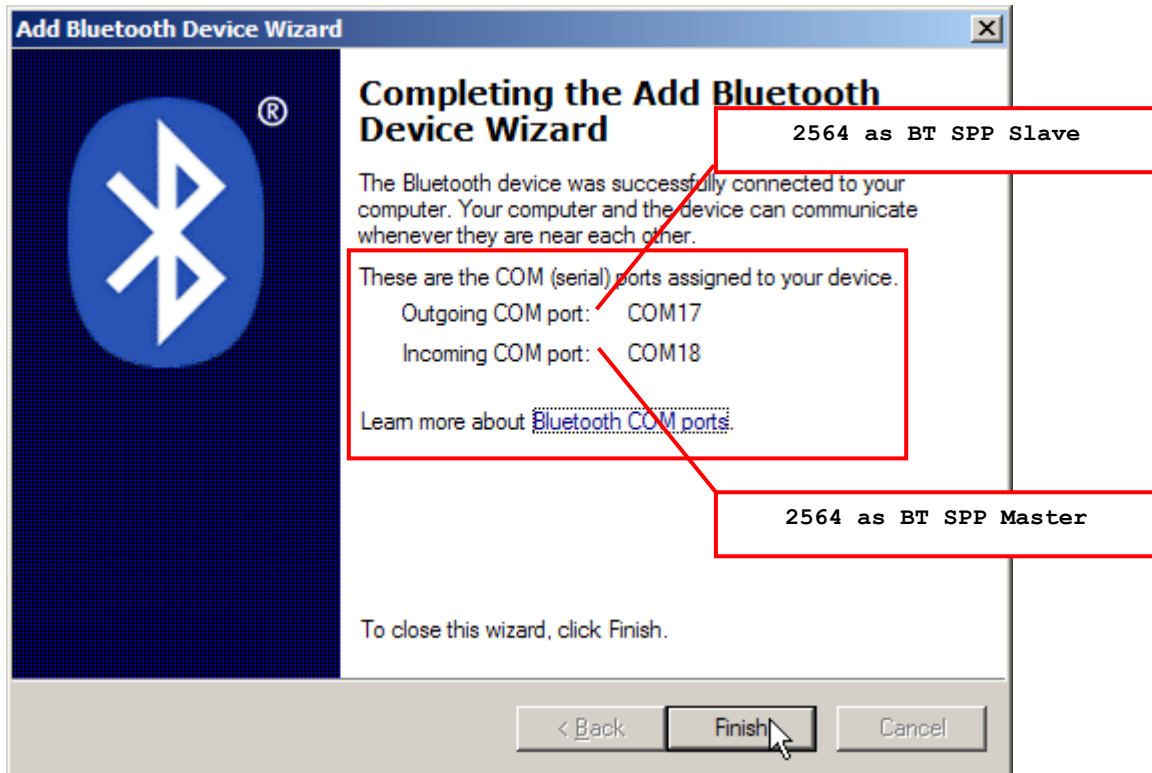 Add Bluetooth Device Wizard
®
Completing the Add Bluetooth
Device Wizard
2564 as BT SPP Slave
The Bluetooth device was successfully connected to your
computer. Your computer and the device can communicate
whenever they are near each other.
These are the COM (serial) ports assigned to your device.
Outgoing COM port: COM17
Incoming COM port: COM18
Learn more about Bluetooth COM ports.
2564 as BT SPP Master
To close this wizard, click Finish.
< Back Finish Cancel